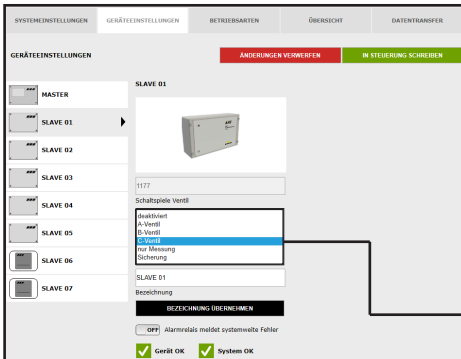 SYSTEMEINSTELLUNGEN GERÄTEEINSTELLUNGEN BETRIEBSARTEN ÜBERSICHT DATENTRANSFER
GERÄTEEINSTELLUNGEN ÄNDERUNGEN VERWERFEN IN STEUERUNG SCHREIBEN
MASTER
SLAVE 01
SLAVE 02
SLAVE 03
SLAVE 04
SLAVE 05
SLAVE 06
SLAVE 07
SLAVE 01
1177
Schaltspiele Ventil
deaktiviert
A-Ventil
B-Ventil
C-Ventil
nur Messung
Sicherung
SLAVE 01
Bezeichnung
BEZEICHNUNG ÜBERNEHMEN
OFF Alarmrelais meldet systemweite Fehler
Gerät OK System OK